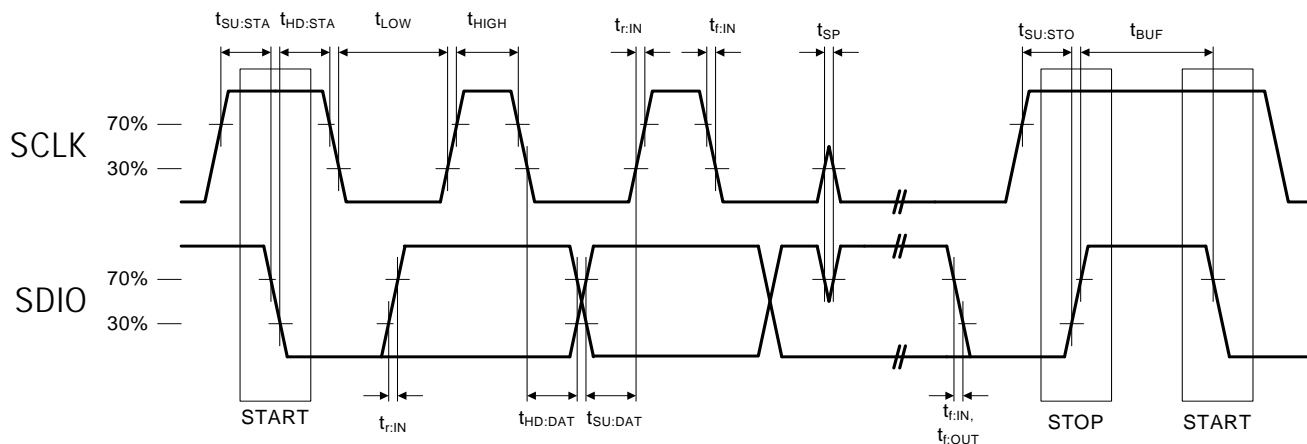 tSU:STA tHD:STA tLOW tHIGH tr:IN tf:IN tSP tSU:STO tBUF
SCLK
70%
30%
SDIO
70%
30%
START
tr:IN
tHD:DAT tSU:DAT
tf:IN,
tf:OUT
STOP
START